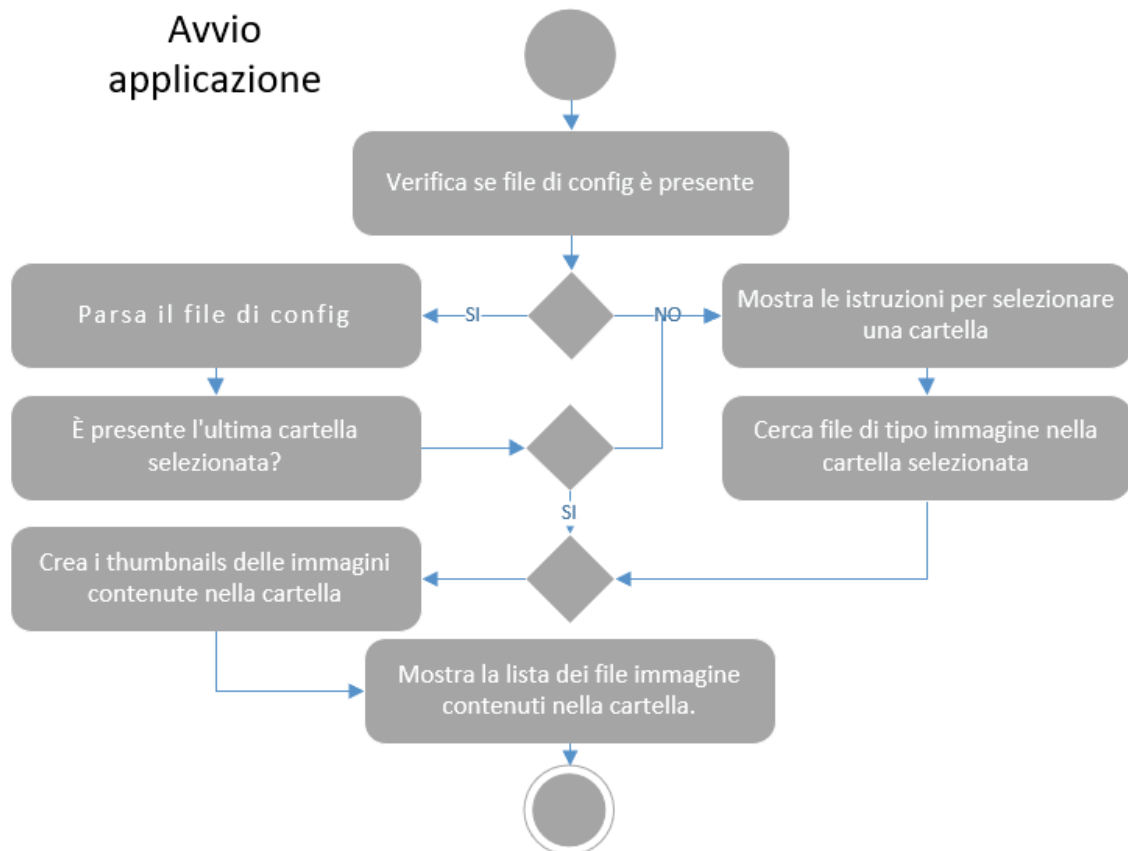 Avvio
applicazione
Verifica se file di config è presente
Parsa il file di config
SI
NO
Mostra le istruzioni per selezionare
una cartella
È presente l'ultima cartella
selezionata?
Cerca file di tipo immagine nella
cartella selezionata
SI
Crea i thumbnails delle immagini
contenute nella cartella
Mostra la lista dei file immagine
contenuti nella cartella.